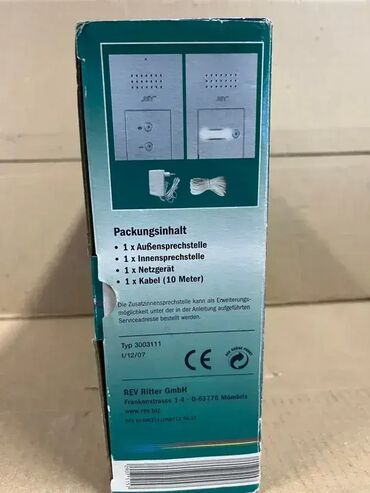 REV
REV
Packungsinhalt
• 1 x Außensprechstelle
• 1 x Innensprechstelle
• 1 x Netzgerät
• 1 x Kabel (10 Meter)
Die Zusatzinnensprechstelle kann als Erweiterungs-
möglichkeit unter der in der Anleitung aufgeführten
Serviceadresse bestellt werden.
Typ 3003111
I/12/07
CE
REV Ritter GmbH
Frankenstrasse 1-4 · D-63776 Mömbris
www.rev.biz